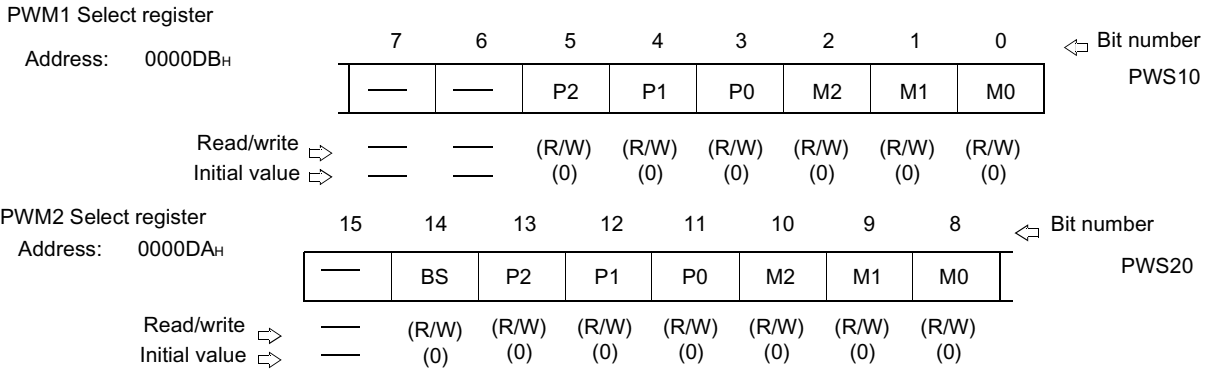 PWM1 Select register
7 6 5 4 3 2 1 0 Bit number
Address: 0000DBH
— — P2 P1 P0 M2 M1 M0 PWS10
Read/write — — (R/W) (R/W) (R/W) (R/W) (R/W) (R/W)
Initial value — — (0) (0) (0) (0) (0) (0)
PWM2 Select register
15 14 13 12 11 10 9 8 Bit number
Address: 0000DAH
— BS P2 P1 P0 M2 M1 M0 PWS20
Read/write — (R/W) (R/W) (R/W) (R/W) (R/W) (R/W) (R/W)
Initial value — (0) (0) (0) (0) (0) (0) (0)